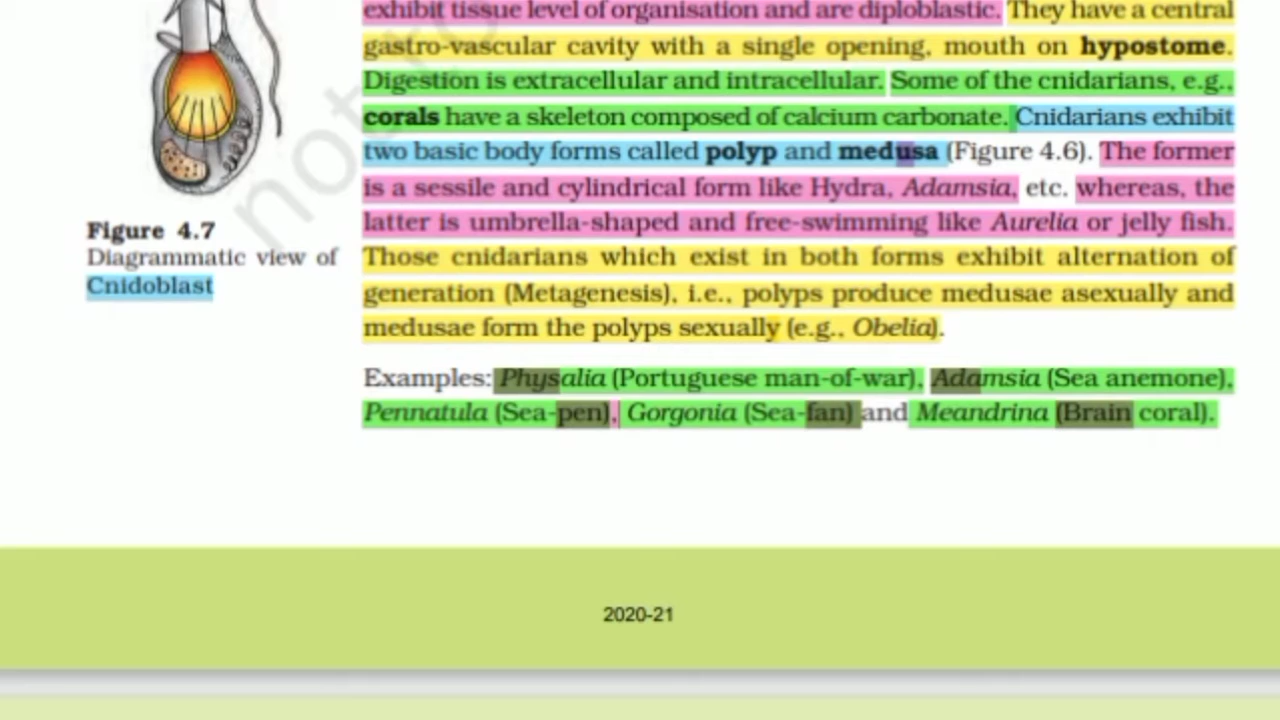 exhibit tissue level of organisation and are diploblastic. They have a central
gastro-vascular cavity with a single opening, mouth on hypostome.
Digestion is extracellular and intracellular. Some of the cnidarians, e.g.,
corals have a skeleton composed of calcium carbonate. Cnidarians exhibit
two basic body forms called polyp and medusa (Figure 4.6). The former
is a sessile and cylindrical form like Hydra, Adamsia, etc. whereas, the
latter is umbrella-shaped and free-swimming like Aurelia or jelly fish.
Those cnidarians which exist in both forms exhibit alternation of
generation (Metagenesis), i.e., polyps produce medusae asexually and
medusae form the polyps sexually (e.g., Obelia).
Examples: Physalia (Portuguese man-of-war), Adamsia (Sea anemone),
Pennatula (Sea-pen), Gorgonia (Sea-fan) and Meandrina (Brain coral).
Figure 4.7
Diagrammatic view of
Cnidoblast
not
2020-21